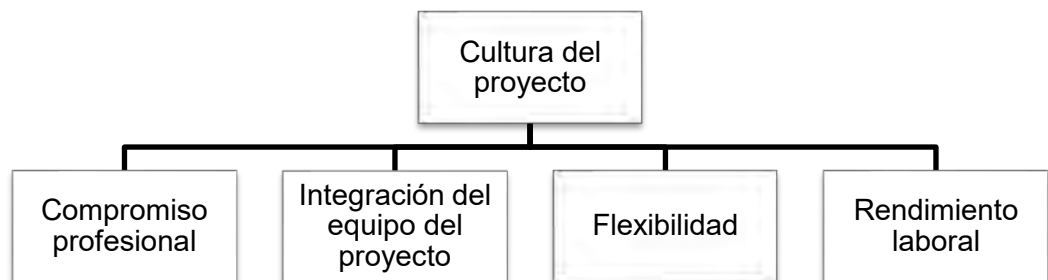 Cultura del
proyecto
Compromiso
profesional
Integración del
equipo del
proyecto
Flexibilidad
Rendimiento
laboral